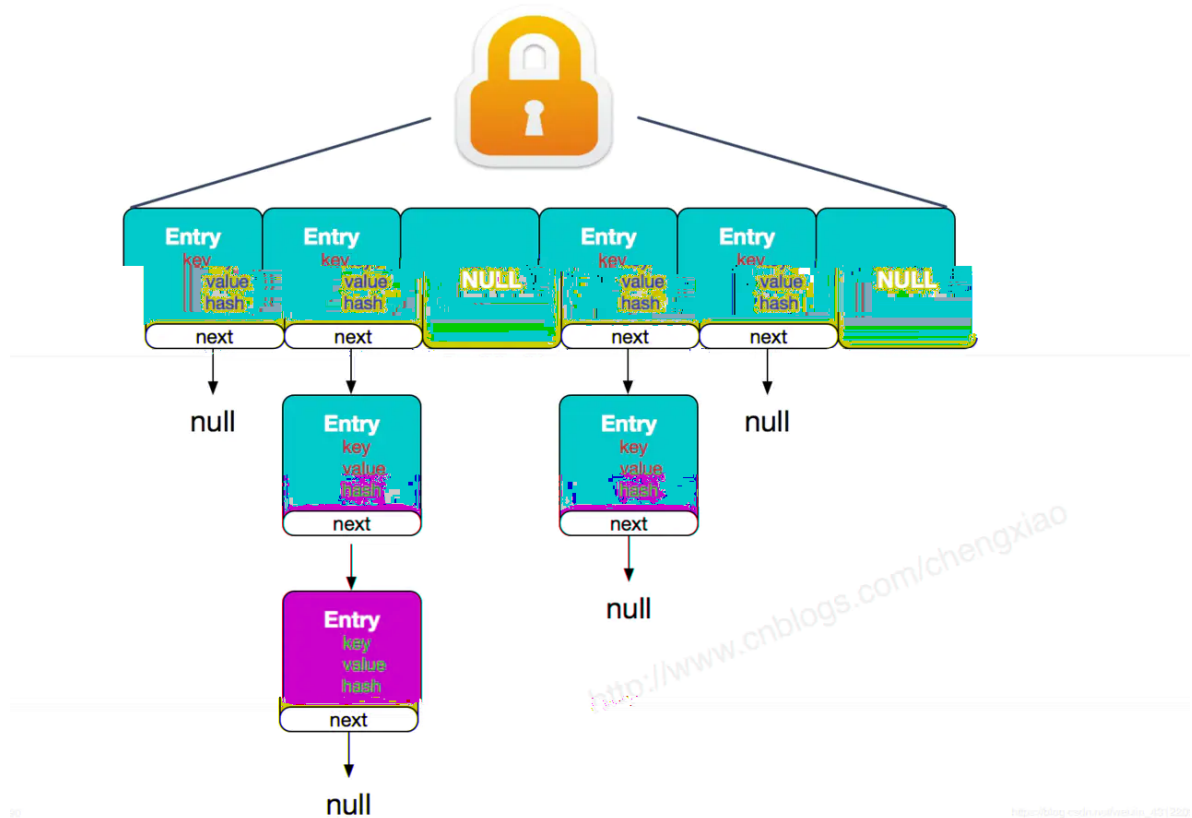 Entry Entry Entry Entry
key key key key
value value NULL value value NULL
hash hash hash hash
next next next next
null Entry Entry null
key key
value value
hash hash
next next
Entry null
key
value
hash
next
null
http://www.cnblogs.com/chengxiao